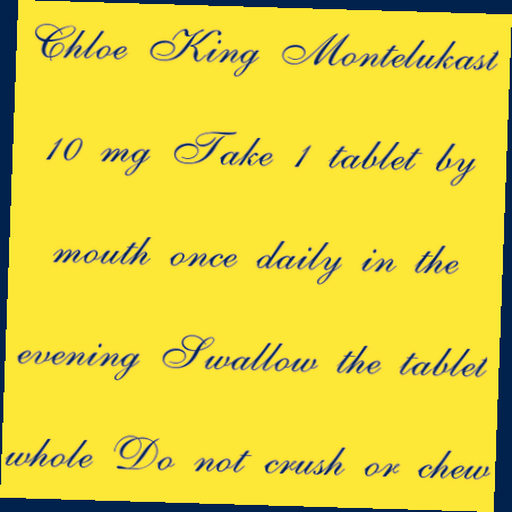 Chloe King Montelukast
10 mg Take 1 tablet by
mouth once daily in the
evening Swallow the tablet
whole Do not crush or chew